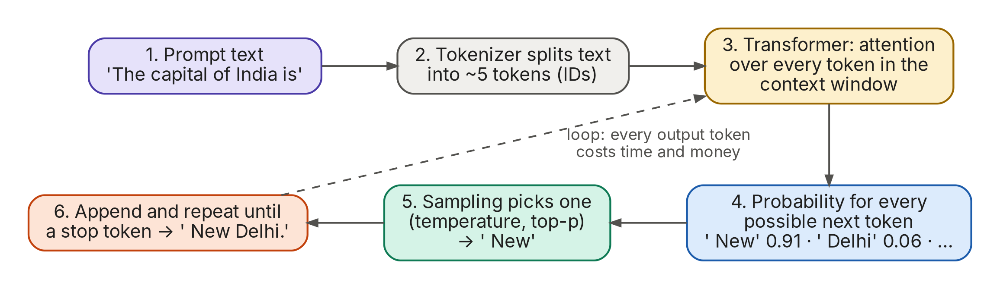 1. Prompt text
'The capital of India is'
2. Tokenizer splits text
into ~5 tokens (IDs)
3. Transformer: attention
over every token in the
context window
loop: every output token
costs time and money
4. Probability for every
possible next token
' New' 0.91 · ' Delhi' 0.06 · ...
5. Sampling picks one
(temperature, top-p)
→ ' New'
6. Append and repeat until
a stop token → ' New Delhi.'